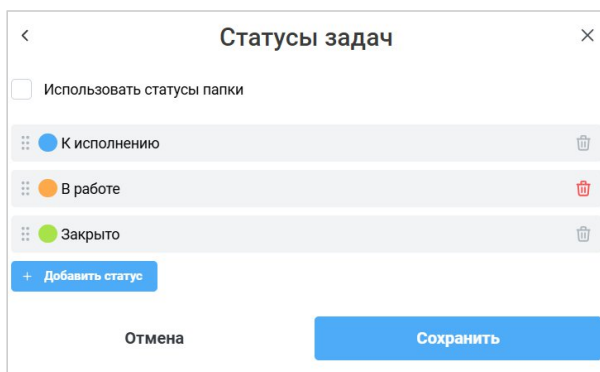 Статусы задач
Использовать статусы папки
К исполнению
В работе
Закрыто
+ Добавить статус
Отмена
Сохранить